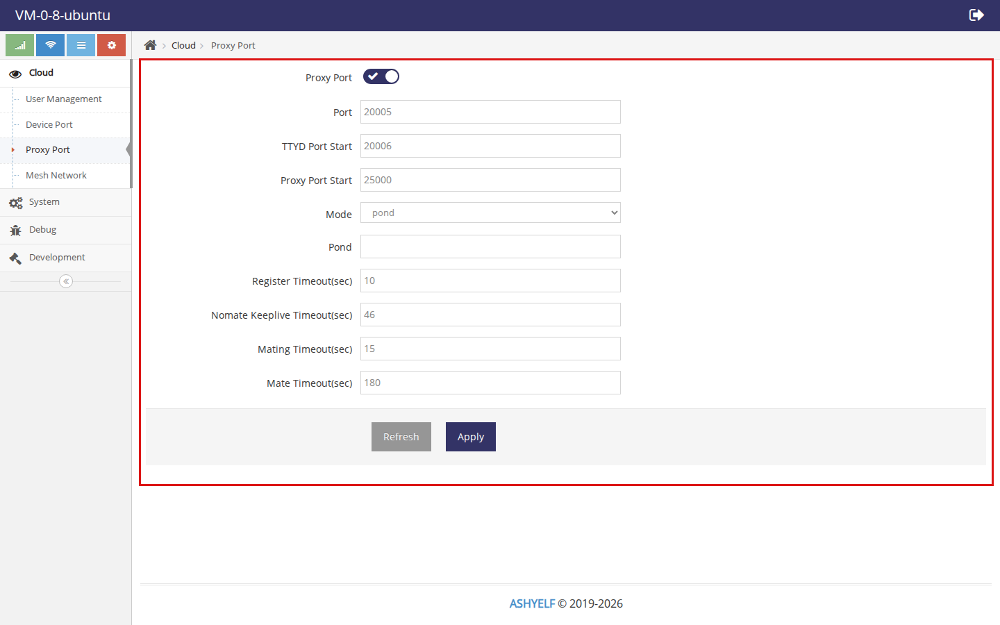 VM-0-8-ubuntu
Cloud
Proxy Port
Cloud
User Management
Device Port
Proxy Port
Mesh Network
System
Debug
Development
Proxy Port
Port 20005
TTYD Port Start 20006
Proxy Port Start 25000
Mode pond
Pond
Register Timeout(sec) 10
Nomate Keeplive Timeout(sec) 46
Mating Timeout(sec) 15
Mate Timeout(sec) 180
Refresh Apply
ASHYELF © 2019-2026